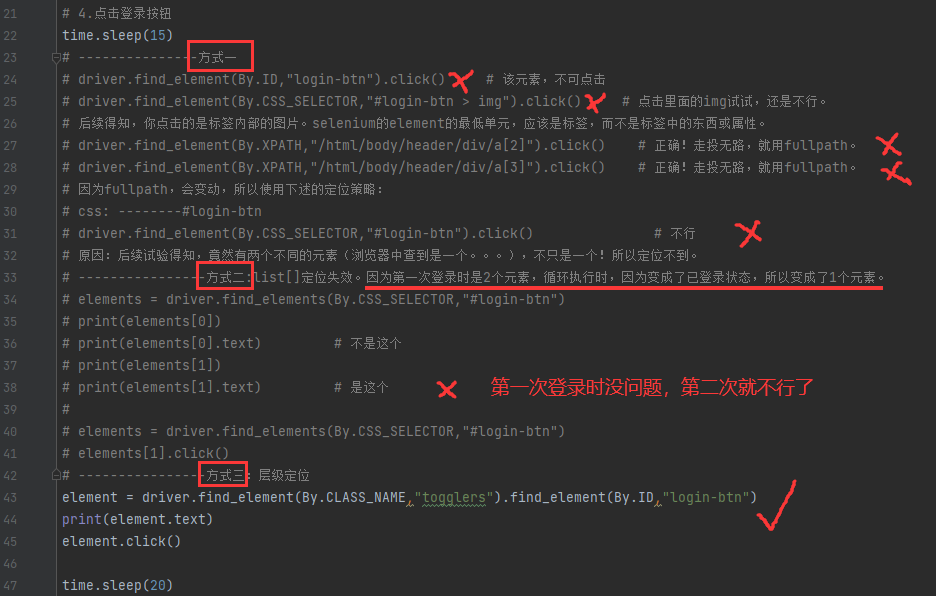 21 # 4.点击登录按钮
22 time.sleep(15)
23 # ---------------方式一
24 # driver.find_element(By.ID,"login-btn").click() # 该元素，不可点击
25 # driver.find_element(By.CSS_SELECTOR,"#login-btn > img").click() # 点击里面的img试试，还是不行。
26 # 后续得知，你点击的是标签内部的图片。selenium的element的最低单元，应该是标签，而不是标签中的东西或属性。
27 # driver.find_element(By.XPATH,"/html/body/header/div/a[2]").click() # 正确！走投无路，就用fullpath。
28 # driver.find_element(By.XPATH,"/html/body/header/div/a[3]").click() # 正确！走投无路，就用fullpath。
29 # 因为fullpath，会变动，所以使用下述的定位策略：
30 # css: --------#login-btn
31 # driver.find_element(By.CSS_SELECTOR,"#login-btn").click() # 不行
32 # 原因：后续试验得知，竟然有两个不同的元素（浏览器中查到是一个。。。），不只是一个！所以定位不到。
33 # ----------------方式二:list[]定位失效。因为第一次登录时是2个元素，循环执行时，因为变成了已登录状态，所以变成了1个元素。
34 # elements = driver.find_elements(By.CSS_SELECTOR,"#login-btn")
35 # print(elements[0])
36 # print(elements[0].text) # 不是这个
37 # print(elements[1])
38 # print(elements[1].text) # 是这个 第一次登录时没问题，第二次就不行了
39 #
40 # elements = driver.find_elements(By.CSS_SELECTOR,"#login-btn")
41 # elements[1].click()
42 # ----------------方式三：层级定位
43 element = driver.find_element(By.CLASS_NAME,"togglers").find_element(By.ID,"login-btn")
44 print(element.text)
45 element.click()
46
47 time.sleep(20)